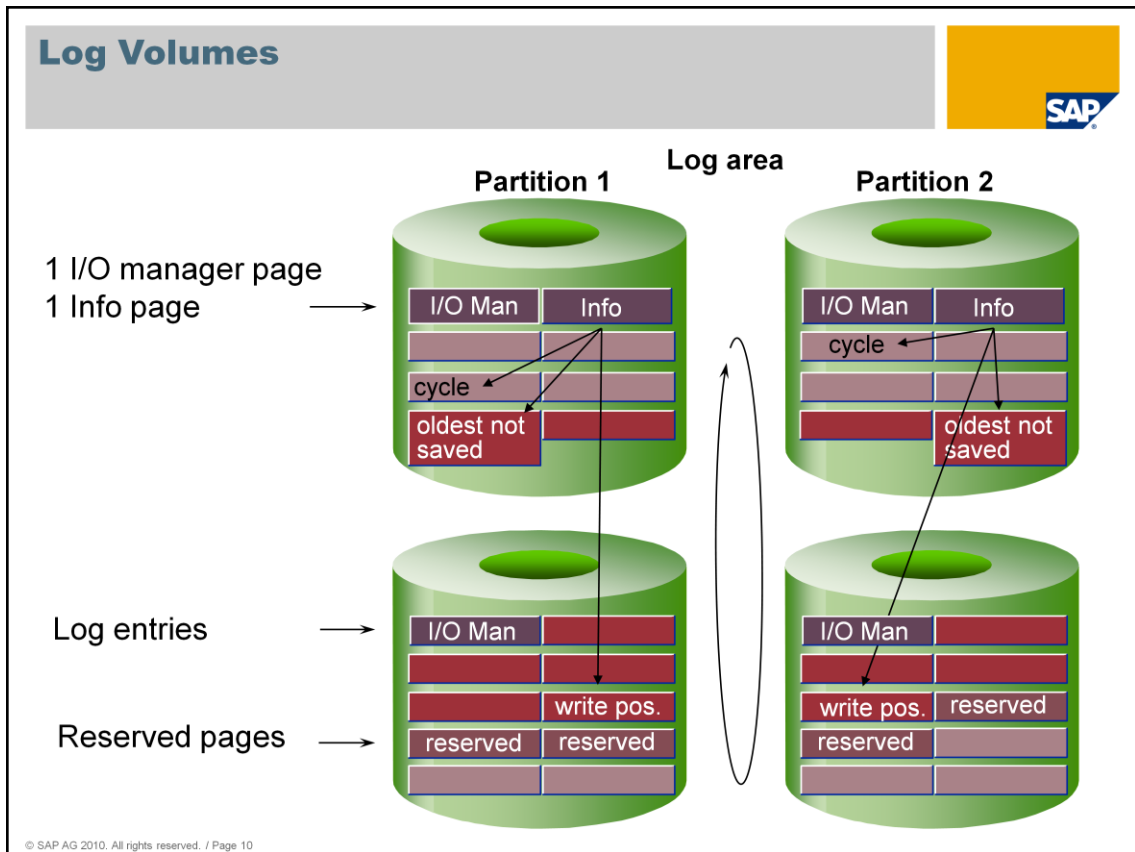 Log Volumes
SAP
Log area
Partition 1
Partition 2
1 I/O manager page
1 Info page
I/O Man
Info
cycle
oldest not
saved
I/O Man
Info
cycle
oldest not
saved
Log entries
Reserved pages
I/O Man
write pos.
reserved
reserved
I/O Man
write pos.
reserved
reserved
© SAP AG 2010. All rights reserved. / Page 10